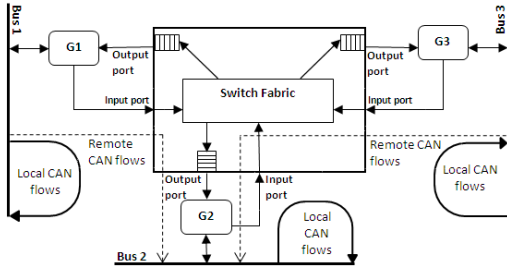 Bus 1
G1
Output
port
Input port
Switch Fabric
Output
port
Input port
G3
Bus 3
Remote
CAN flows
Remote CAN
flows
Local CAN
flows
Local CAN
flows
Output
port
Input
port
G2
Local
CAN
flows
Bus 2